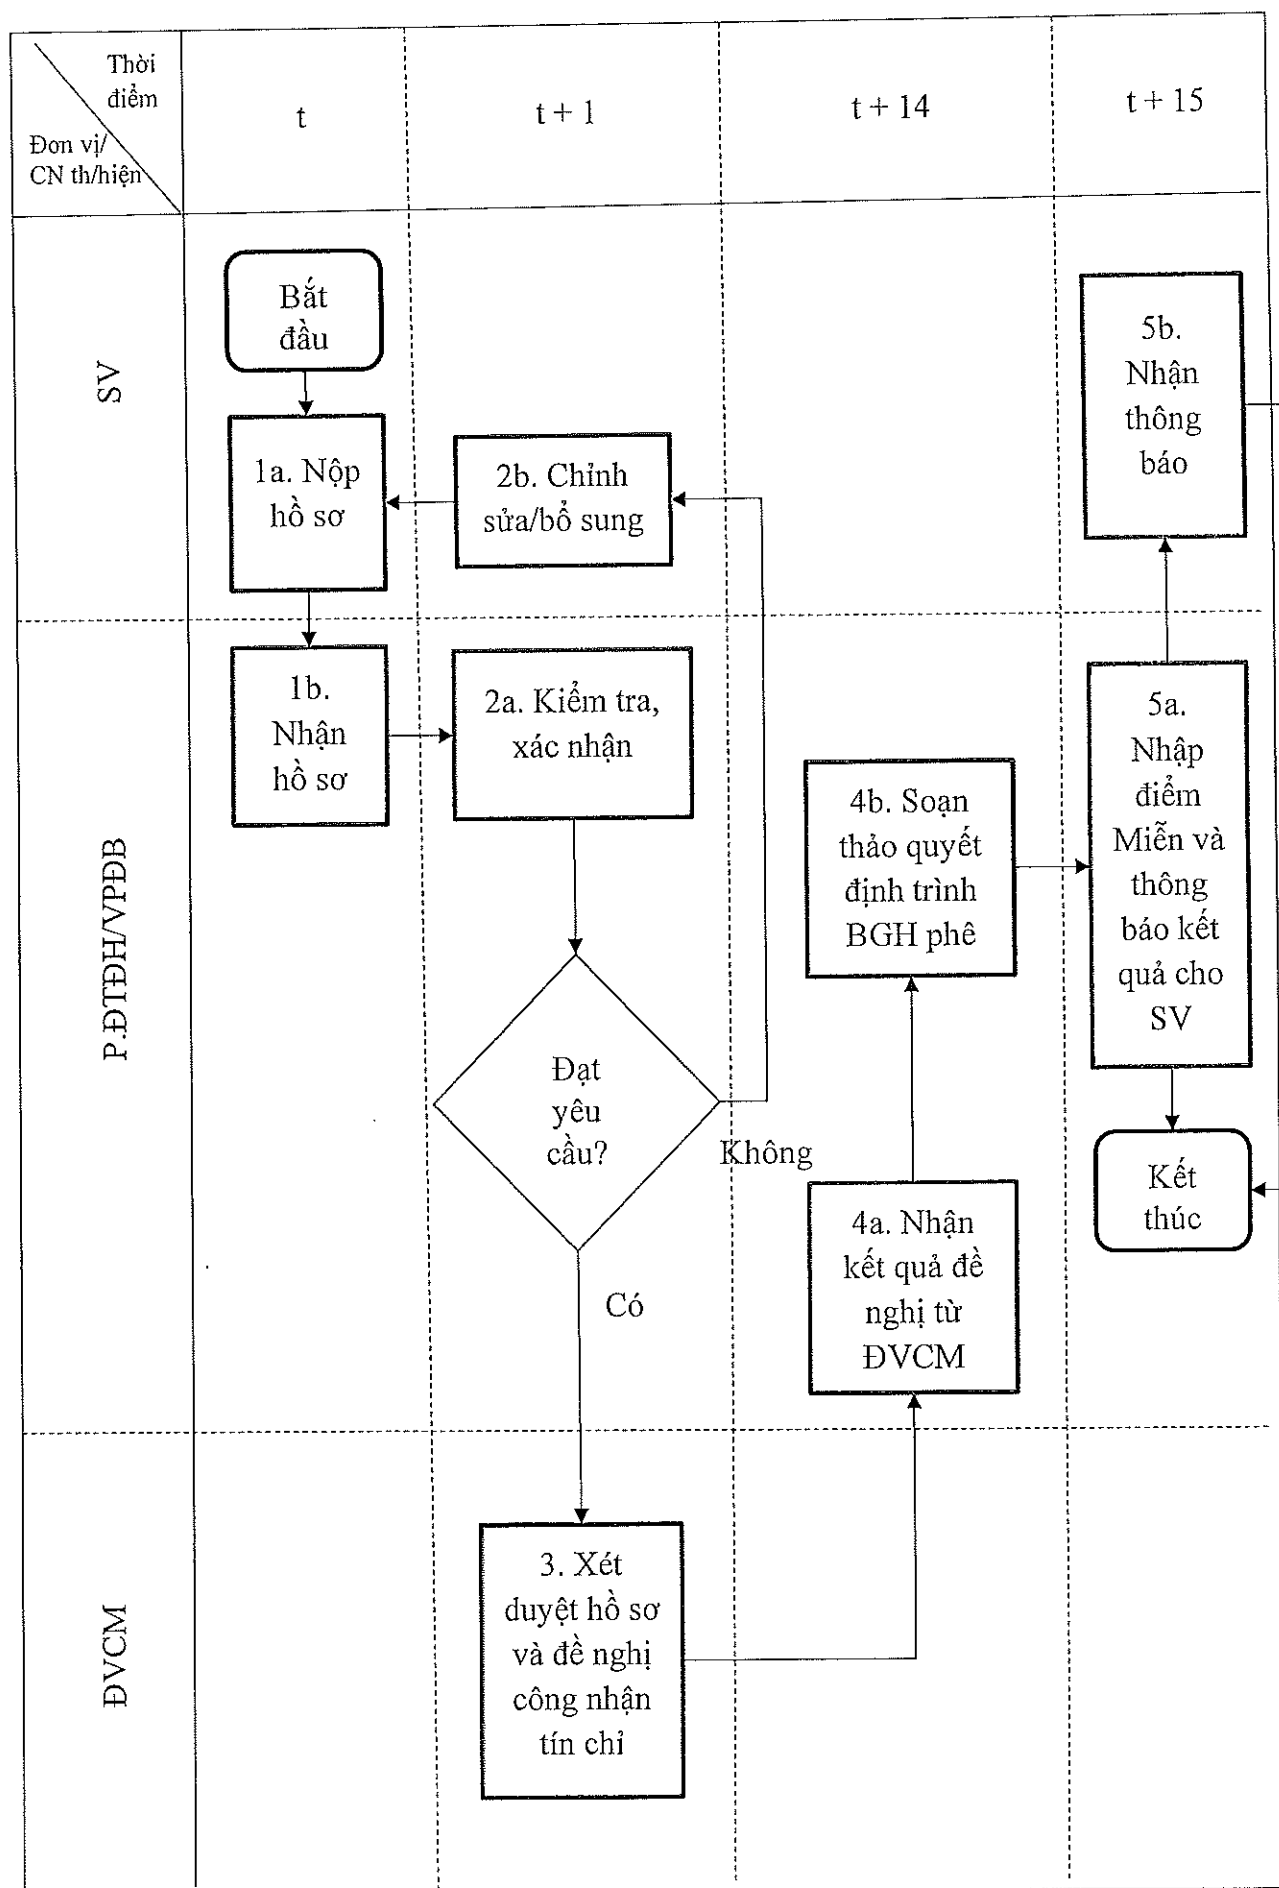 Thời
điểm
Đơn vị/
CN th/hiện
t
t + 1
t + 14
t + 15
SV
Bắt
đầu
1a. Nộp
hồ sơ
2b. Chỉnh
sửa/bổ sung
5b.
Nhận
thông
báo
P.ĐTĐH/VPĐB
1b.
Nhận
hồ sơ
2a. Kiểm tra,
xác nhận
Đạt
yêu
cầu?
Không
Có
4b. Soạn
thảo quyết
định trình
BGH phê
4a. Nhận
kết quả đề
nghị từ
ĐVCM
5a.
Nhập
điểm
Miễn và
thông
báo kết
quả cho
SV
Kết
thúc
ĐVCM
3. Xét
duyệt hồ sơ
và đề nghị
công nhận
tín chỉ